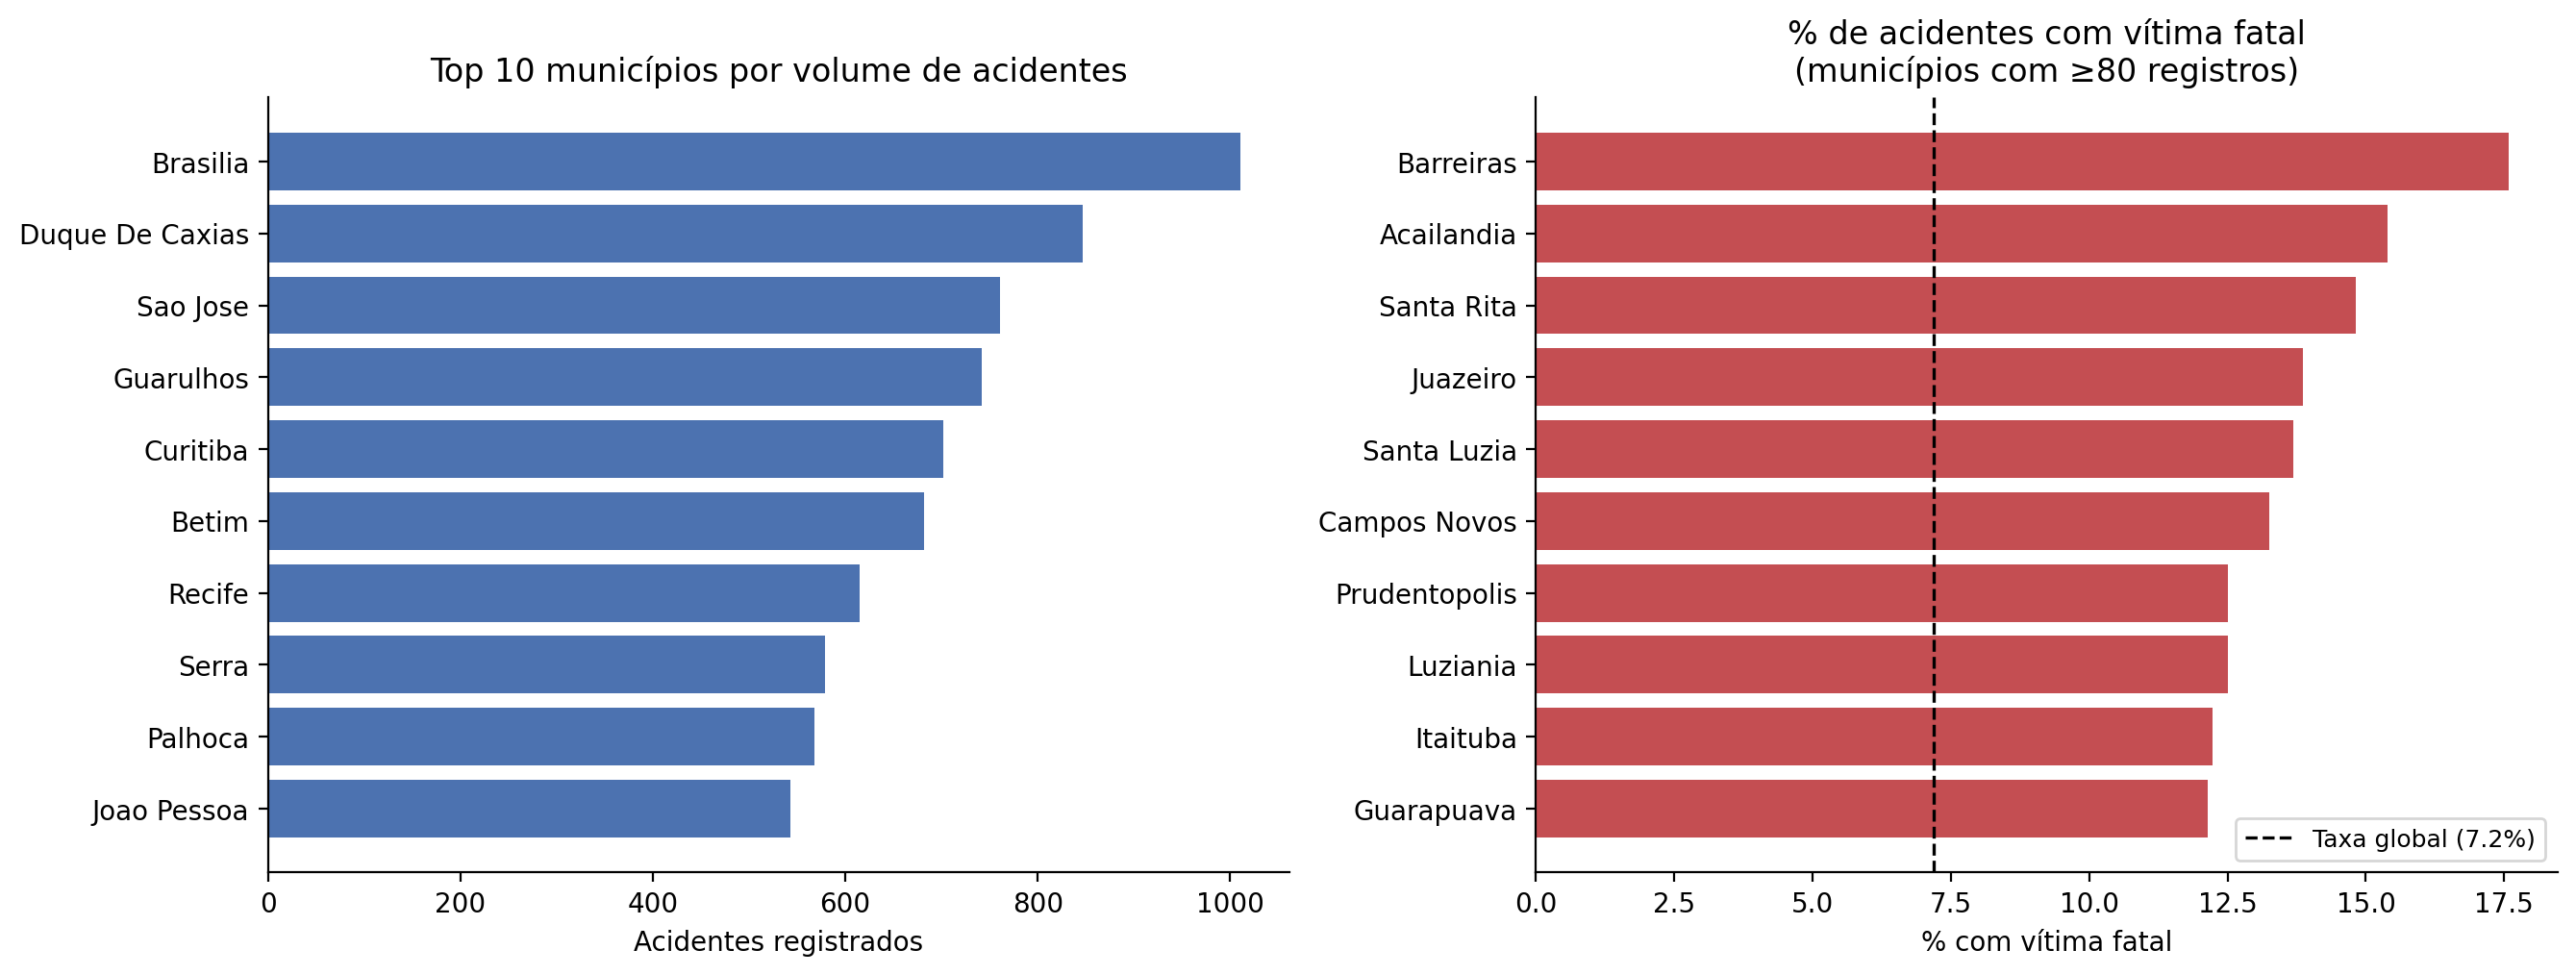 Top 10 municípios por volume de acidentes
Brasilia
Duque De Caxias
Sao Jose
Guarulhos
Curitiba
Betim
Recife
Serra
Palhoca
Joao Pessoa
0 200 400 600 800 1000
Acidentes registrados
% de acidentes com vítima fatal
(municípios com ≥80 registros)
Barreiras
Acailandia
Santa Rita
Juazeiro
Santa Luzia
Campos Novos
Prudentopolis
Luziania
Itaituba
Guarapuava
Taxa global (7.2%)
0.0 2.5 5.0 7.5 10.0 12.5 15.0 17.5
% com vítima fatal